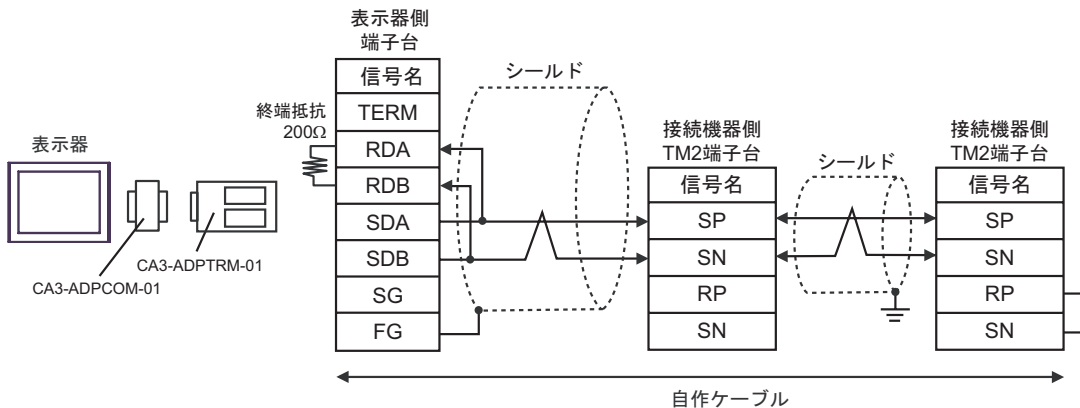 表示器
CA3-ADPCOM-01
CA3-ADPTRM-01
終端抵抗
200Ω
表示器側
端子台
信号名
TERM
RDA
RDB
SDA
SDB
SG
FG
シールド
接続機器側
TM2端子台
信号名
SP
SN
RP
SN
シールド
接続機器側
TM2端子台
信号名
SP
SN
RP
SN
自作ケーブル